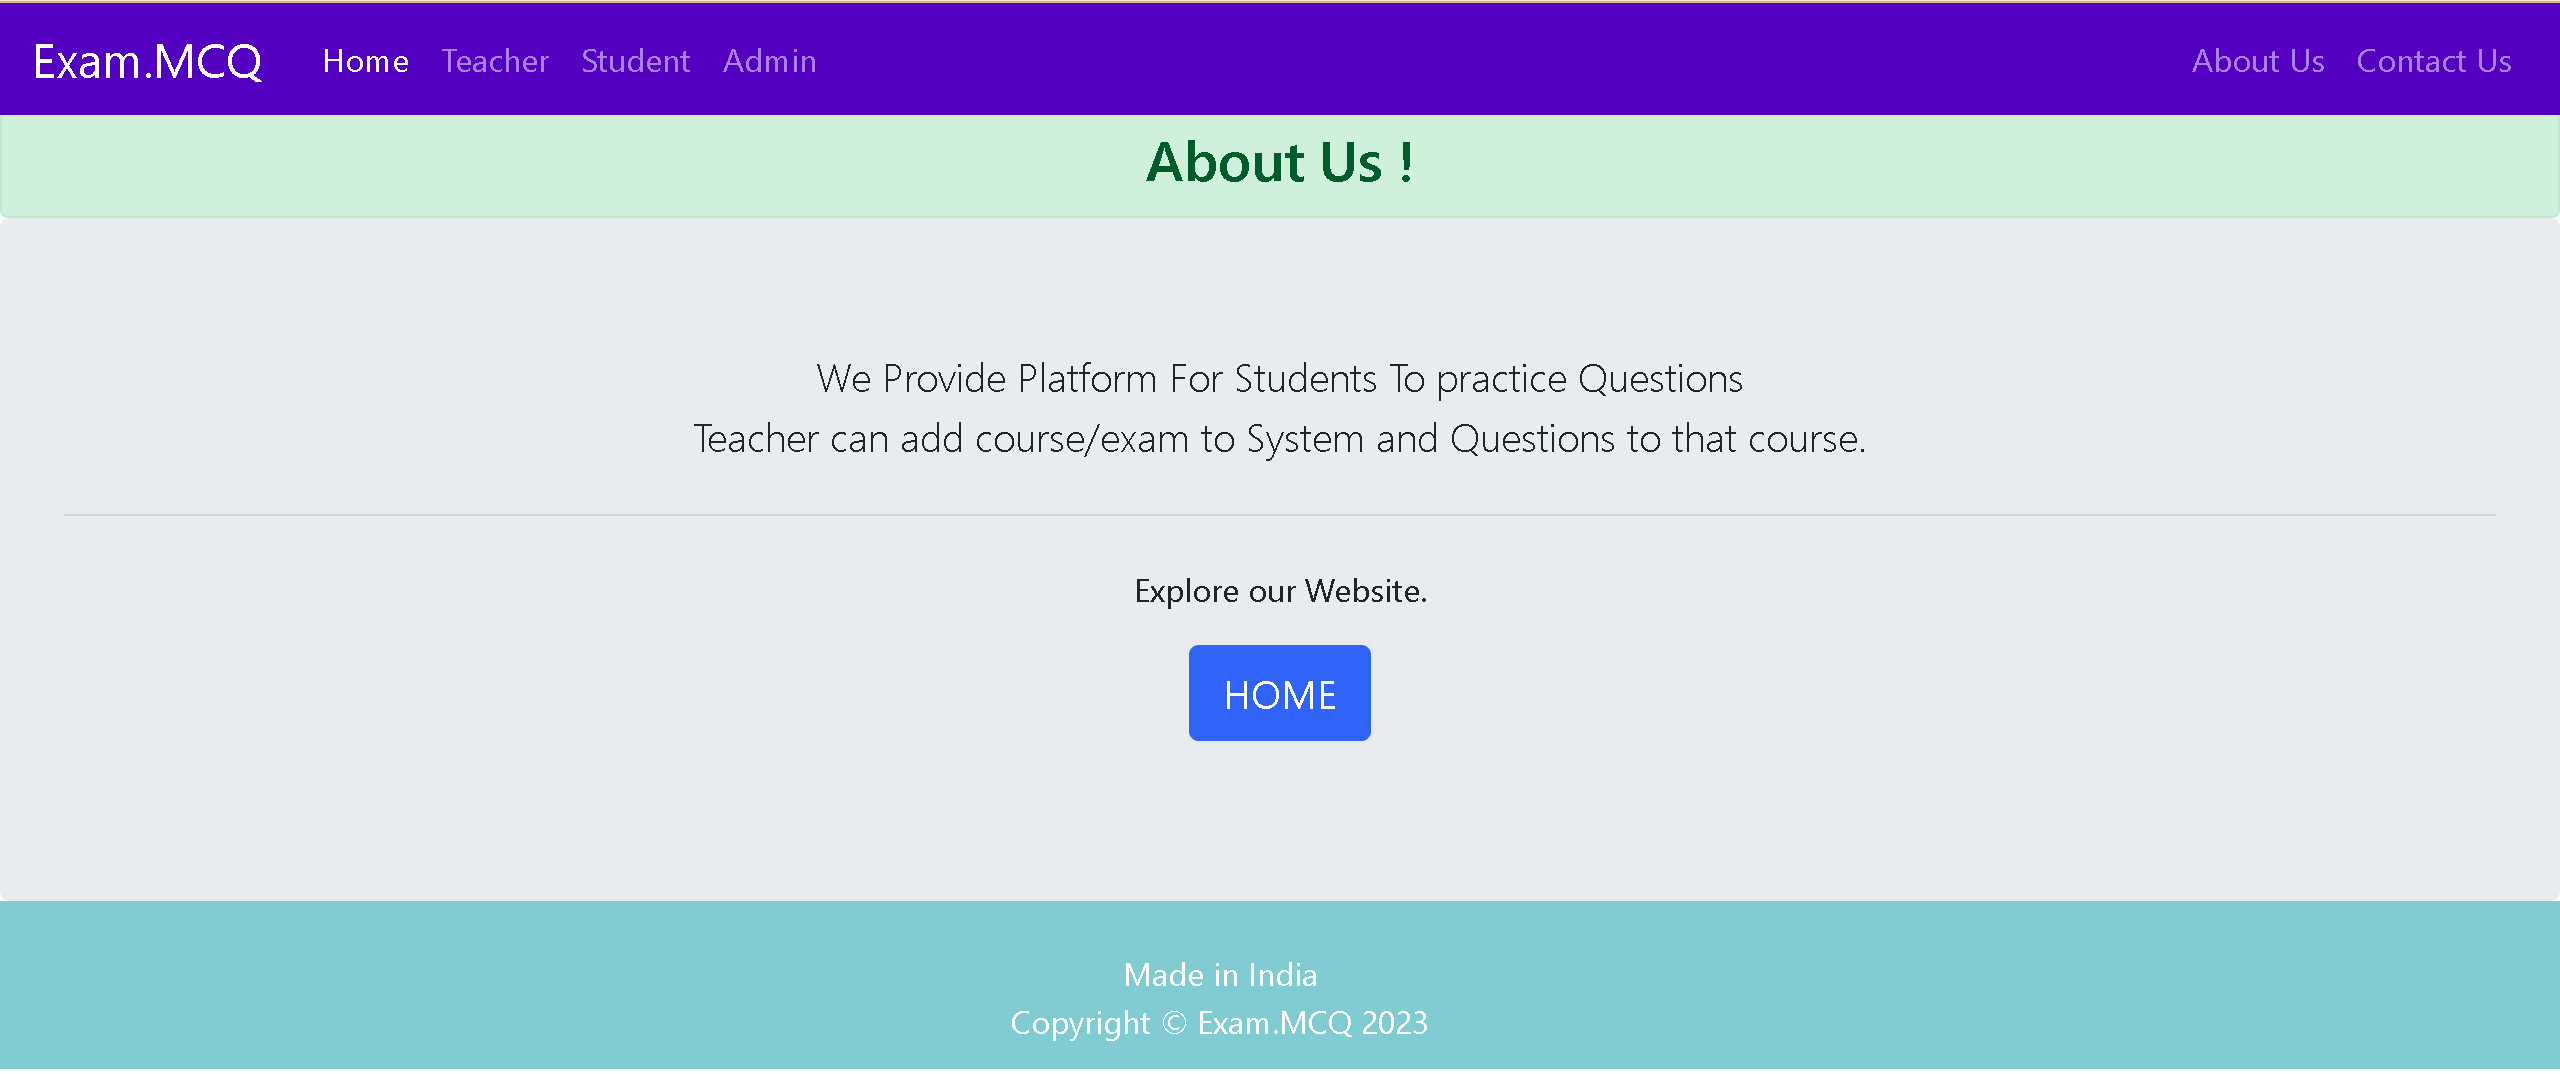 Exam.MCQ Home Teacher Student Admin About Us Contact Us
About Us !
We Provide Platform For Students To practice Questions
Teacher can add course/exam to System and Questions to that course.
Explore our Website.
HOME
Made in India
Copyright © Exam.MCQ 2023